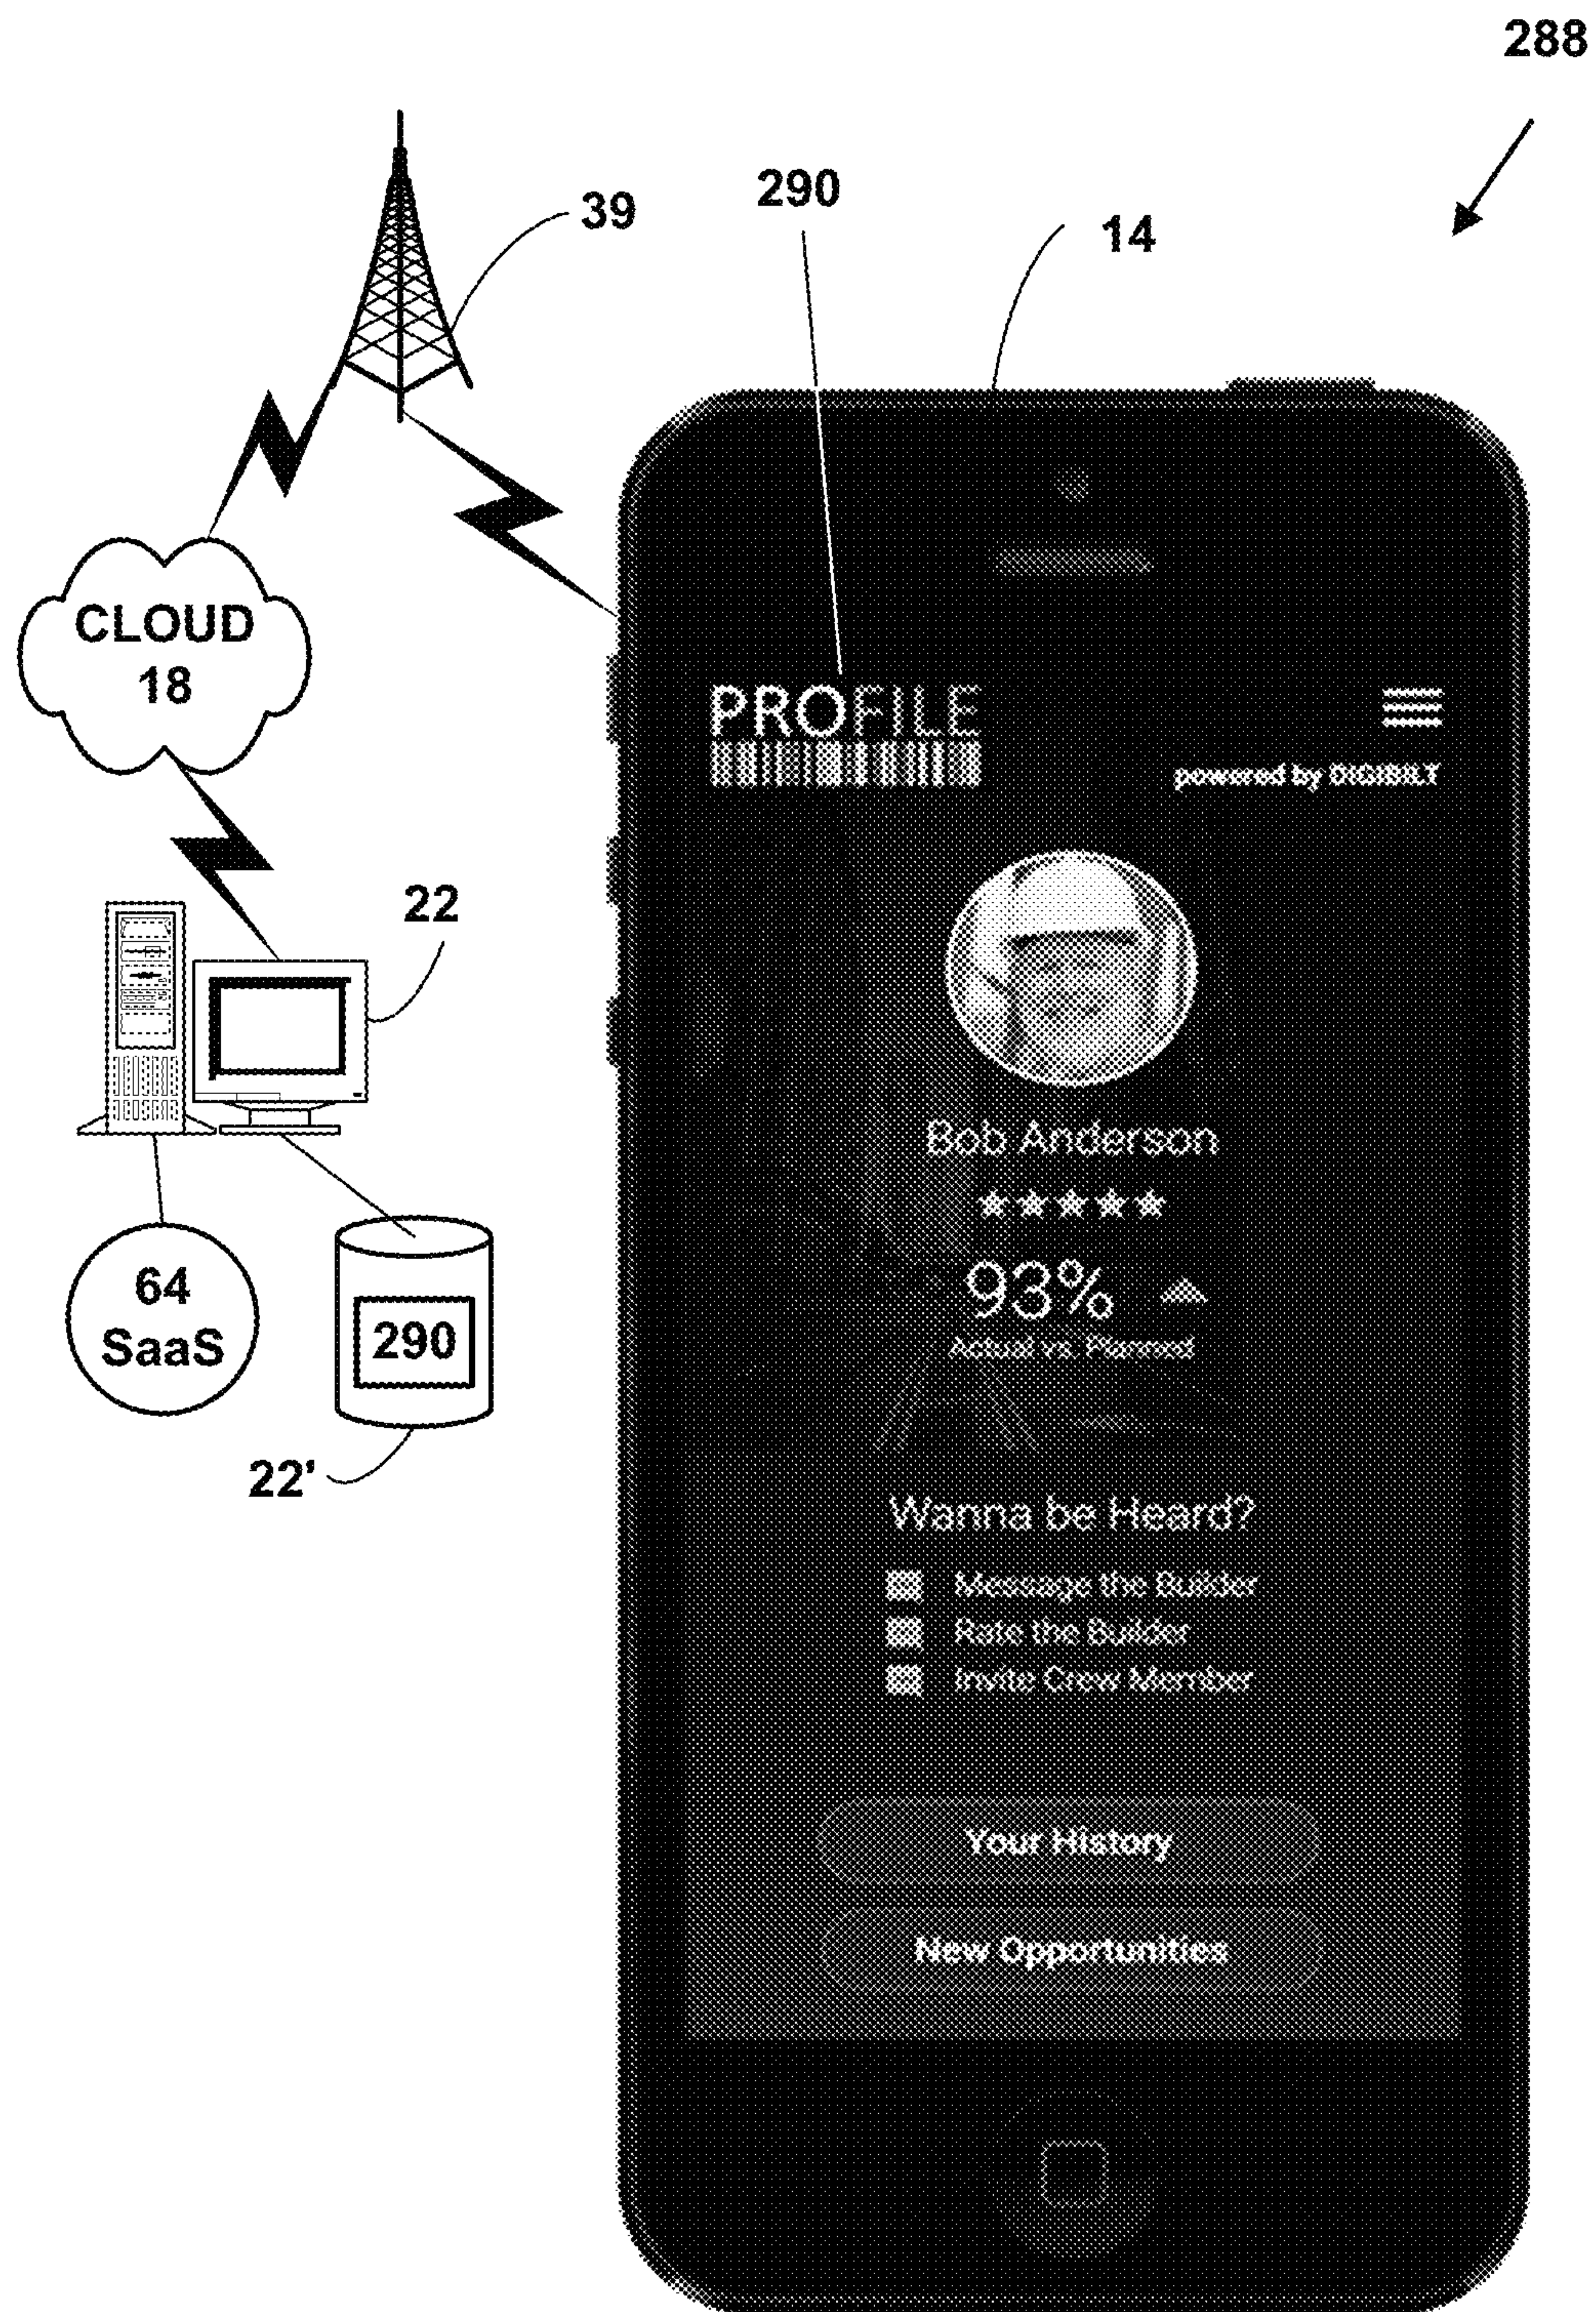 288
39
290
14
CLOUD
18
PROFILE
powered by DIGIBILT
22
Bob Anderson
93%
Actual vs. Planned
64
SaaS
290
22'
Wanna be Heard?
Message the Builder
Rate the Builder
Invite Crew Member
Your History
New Opportunities